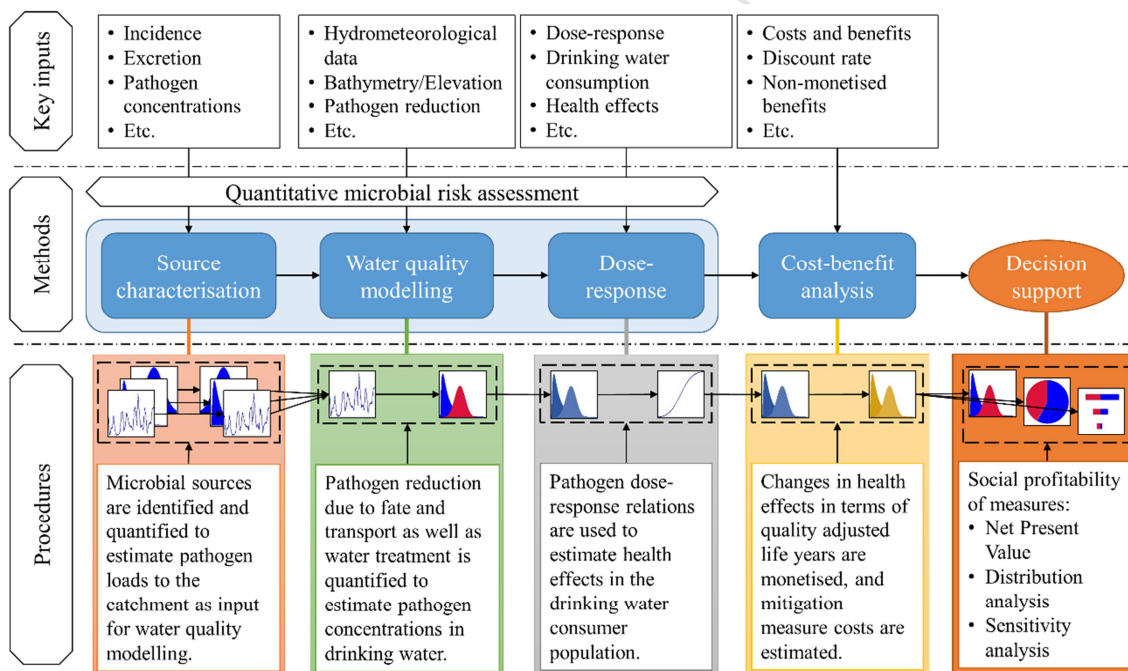 Key inputs
• Incidence
• Excretion
• Pathogen
concentrations
• Etc.
• Hydrometeorological
data
• Bathymetry/Elevation
• Pathogen reduction
• Etc.
• Dose-response
• Drinking water
consumption
• Health effects
• Etc.
• Costs and benefits
• Discount rate
• Non-monetised
benefits
• Etc.
Methods
Quantitative microbial risk assessment
Source
characterisation
Water quality
modelling
Dose-
response
Cost-benefit
analysis
Decision
support
Procedures
Microbial sources
are identified and
quantified to
estimate pathogen
loads to the
catchment as input
for water quality
modelling.
Pathogen reduction
due to fate and
transport as well as
water treatment is
quantified to
estimate pathogen
concentrations in
drinking water.
Pathogen dose-
response relations
are used to
estimate health
effects in the
drinking water
consumer
population.
Changes in health
effects in terms of
quality adjusted
life years are
monetised, and
mitigation
measure costs are
estimated.
Social profitability
of measures:
• Net Present
Value
• Distribution
analysis
• Sensitivity
analysis